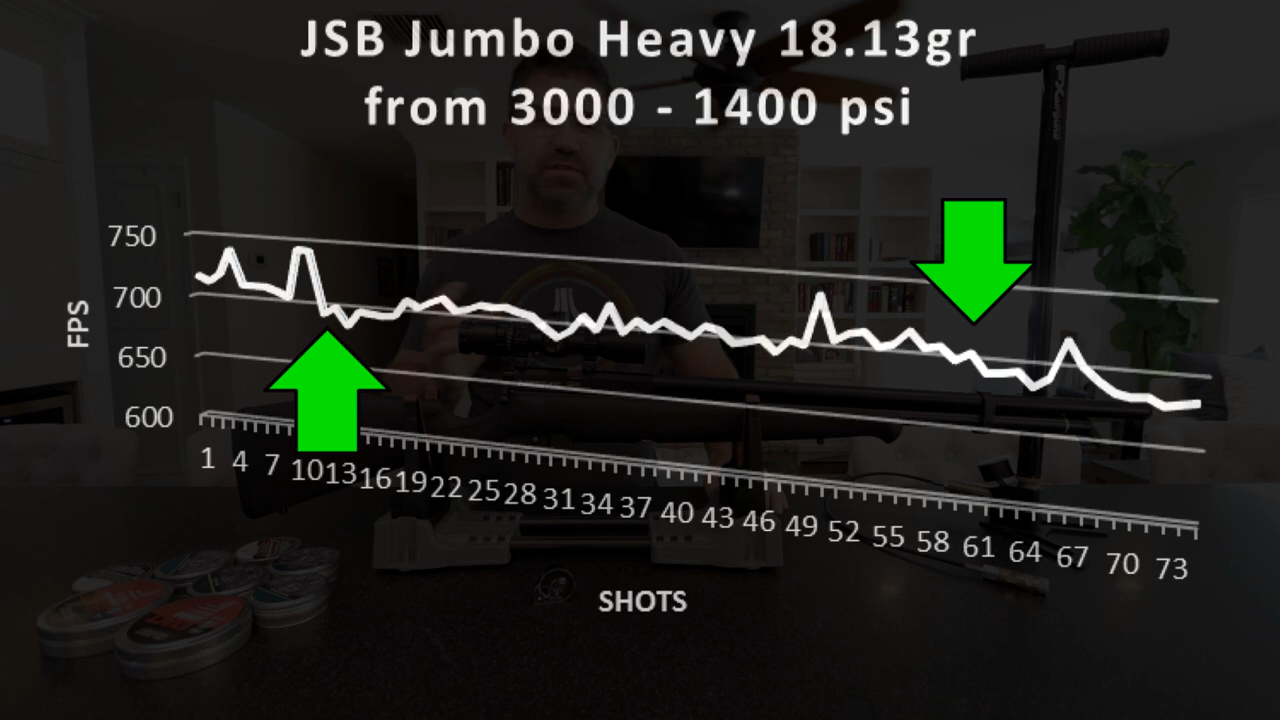 JSB Jumbo Heavy 18.13gr
from 3000 - 1400 psi
750
700
650
600
FPS
1 4 7 10 13 16 19 22 25 28 31 34 37 40 43 46 49 52 55 58 61 64 67 70 73
SHOTS
FX